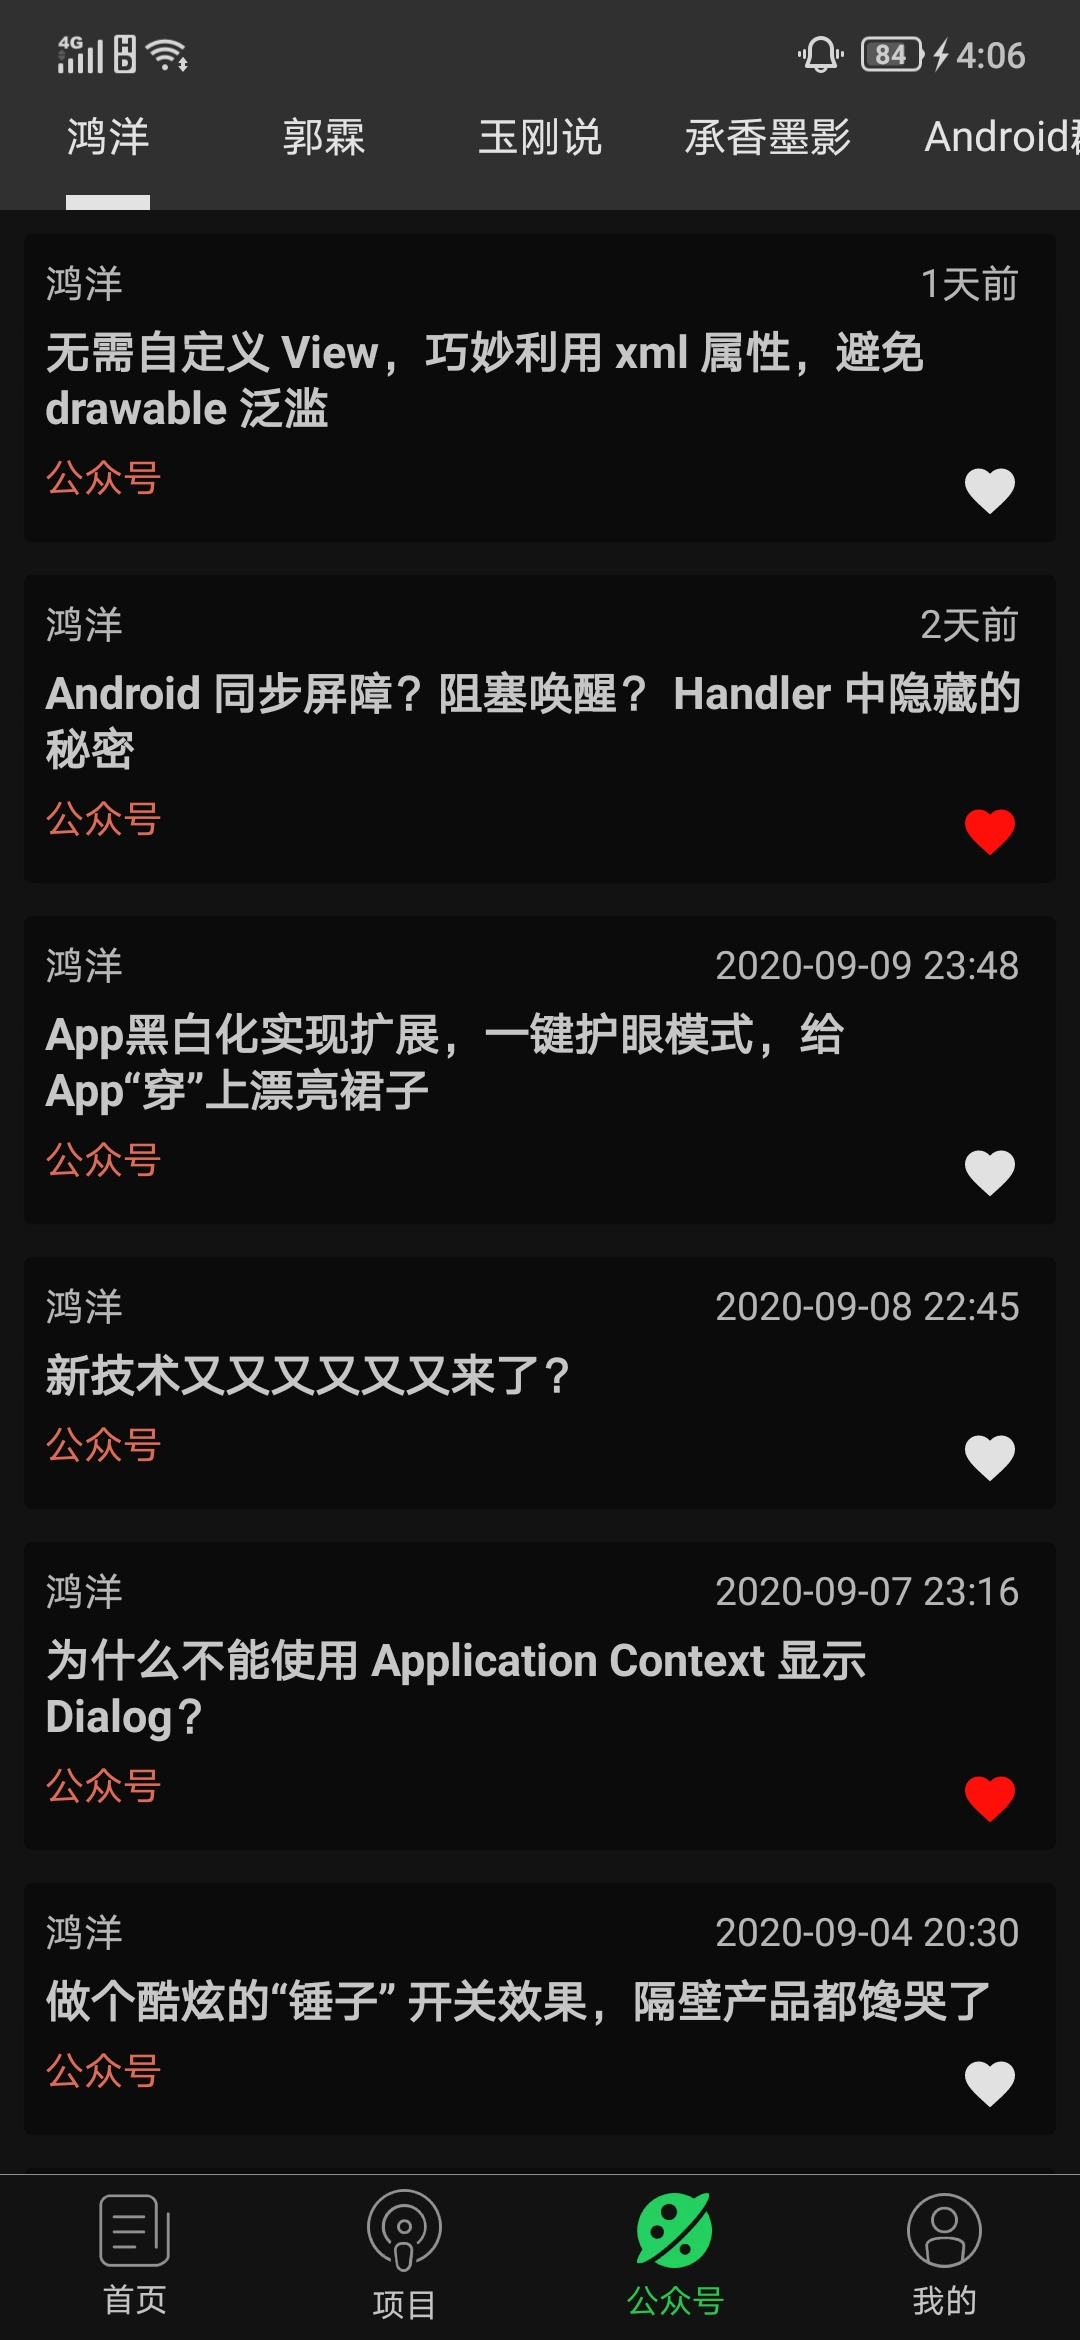 4G HD 84 4:06
鸿洋 郭霖 玉刚说 承香墨影 Android
鸿洋 1天前
无需自定义 View，巧妙利用 xml 属性，避免
drawable 泛滥
公众号
鸿洋 2天前
Android 同步屏障？阻塞唤醒？ Handler 中隐藏的
秘密
公众号
鸿洋 2020-09-09 23:48
App黑白化实现扩展，一键护眼模式，给
App“穿”上漂亮裙子
公众号
鸿洋 2020-09-08 22:45
新技术又又又又又又来了？
公众号
鸿洋 2020-09-07 23:16
为什么不能使用 Application Context 显示
Dialog？
公众号
鸿洋 2020-09-04 20:30
做个酷炫的“锤子” 开关效果，隔壁产品都馋哭了
公众号
首页 项目 公众号 我的